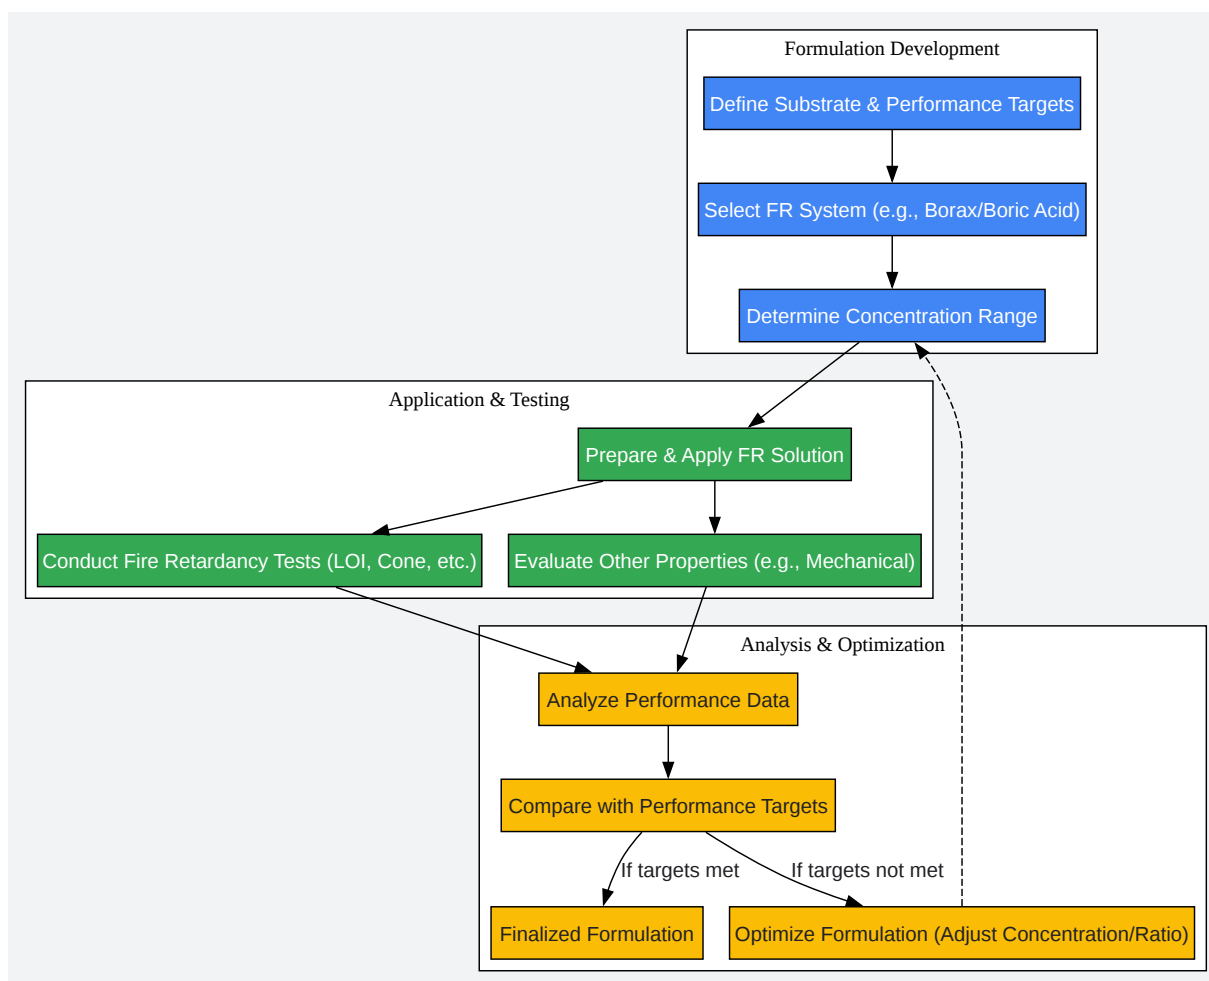 Formulation Development
Define Substrate & Performance Targets
Select FR System (e.g., Borax/Boric Acid)
Determine Concentration Range
Application & Testing
Prepare & Apply FR Solution
Conduct Fire Retardancy Tests (LOI, Cone, etc.)
Evaluate Other Properties (e.g., Mechanical)
Analysis & Optimization
Analyze Performance Data
Compare with Performance Targets
If targets met
If targets not met
Finalized Formulation
Optimize Formulation (Adjust Concentration/Ratio)